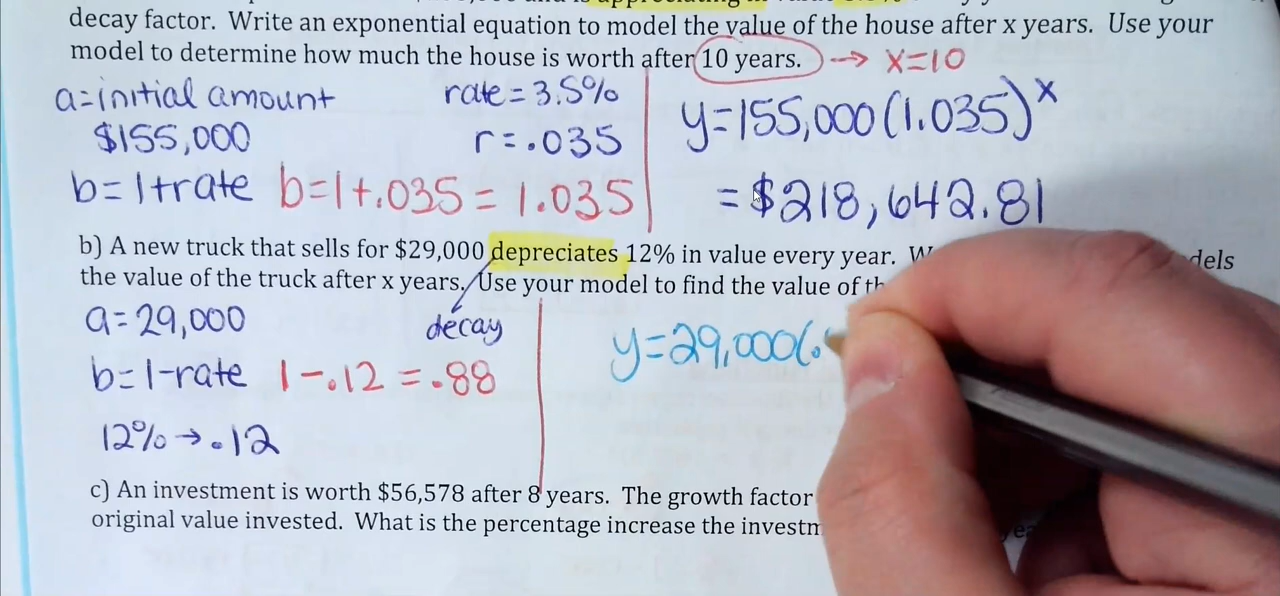 decay factor. Write an exponential equation to model the value of the house after x years. Use your
model to determine how much the house is worth after 10 years. → x=10
a=initial amount
$155,000
rate=3.5%
r=.035
b=1+rate b=1+.035=1.035
y=155,000(1.035)^x
=$218,642.81
b) A new truck that sells for $29,000 depreciates 12% in value every year.
the value of the truck after x years. Use your model to find the value of
a=29,000
decay
b=1-rate 1-.12=.88
12%→.12
y=29,000(.
c) An investment is worth $56,578 after 8 years. The growth factor
original value invested. What is the percentage increase the